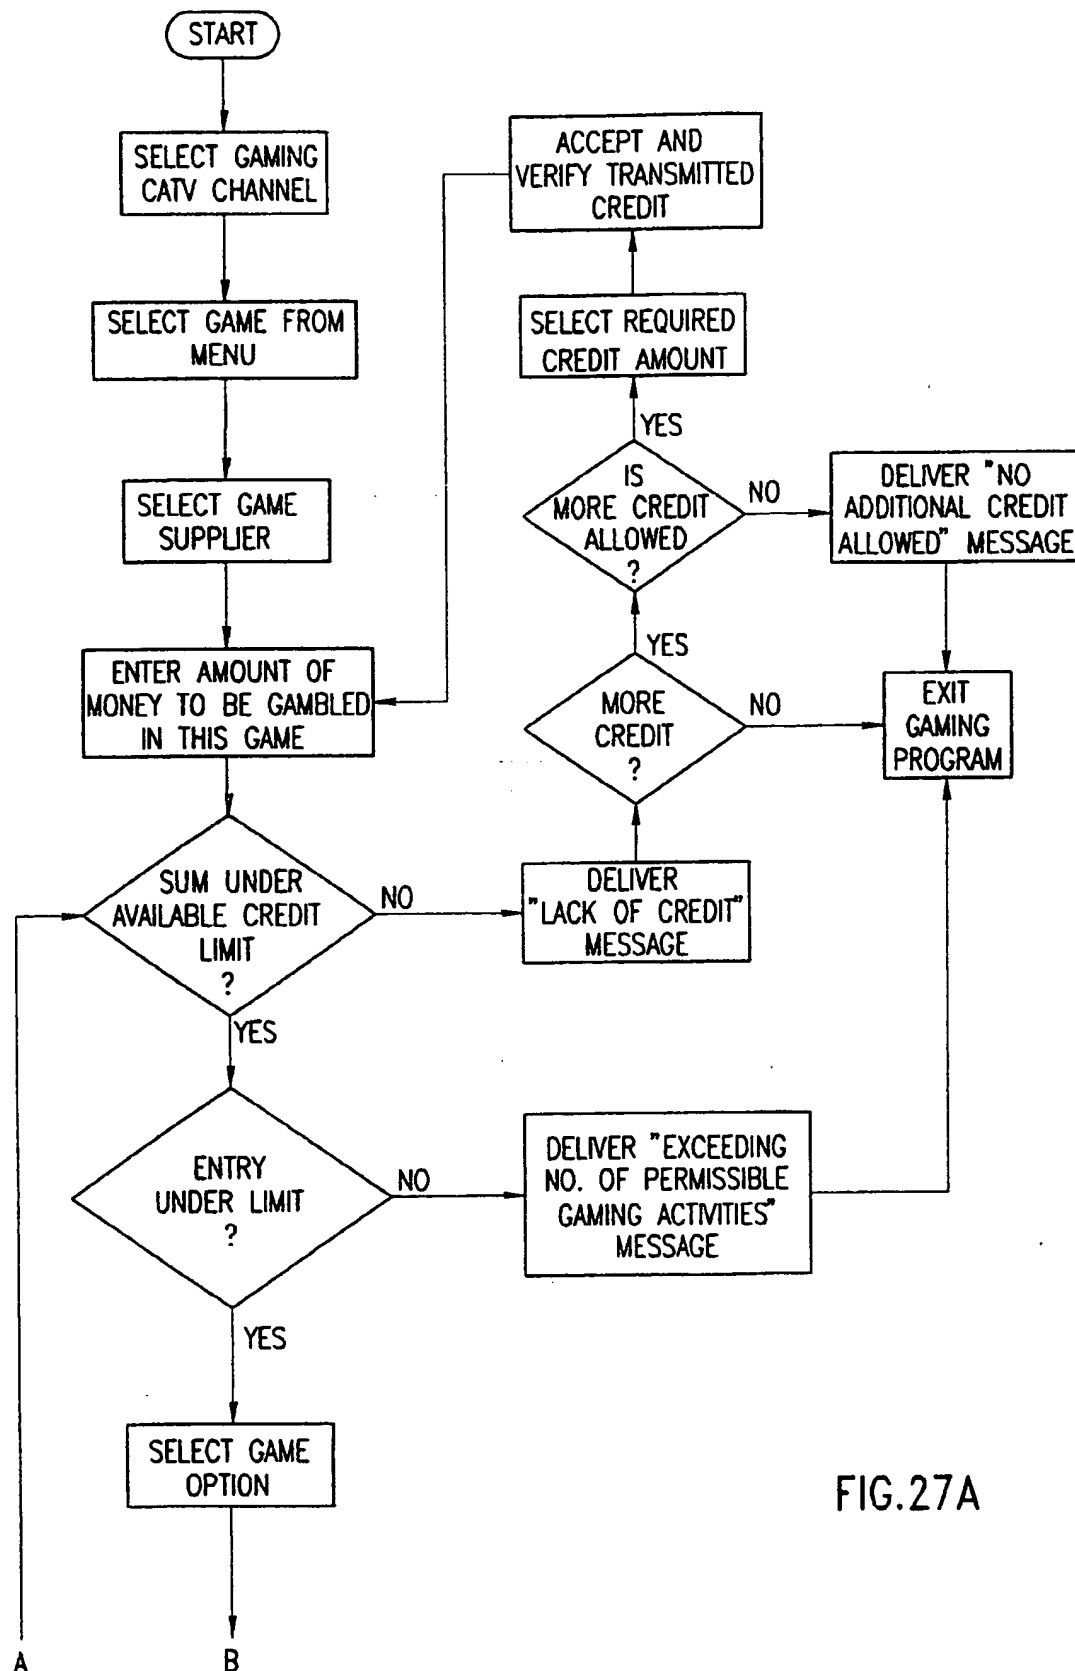 START
SELECT GAMING
CATV CHANNEL
SELECT GAME FROM
MENU
SELECT GAME
SUPPLIER
ENTER AMOUNT OF
MONEY TO BE GAMBLED
IN THIS GAME
SUM UNDER
AVAILABLE CREDIT
LIMIT
?
NO
YES
ENTRY
UNDER LIMIT
?
NO
YES
SELECT GAME
OPTION
A
B
ACCEPT AND
VERIFY TRANSMITTED
CREDIT
SELECT REQUIRED
CREDIT AMOUNT
YES
IS
MORE CREDIT
ALLOWED
?
NO
DELIVER "NO
ADDITIONAL CREDIT
ALLOWED" MESSAGE
YES
MORE
CREDIT
?
NO
EXIT
GAMING
PROGRAM
DELIVER
"LACK OF CREDIT"
MESSAGE
DELIVER "EXCEEDING
NO. OF PERMISSIBLE
GAMING ACTIVITIES"
MESSAGE
FIG.27A